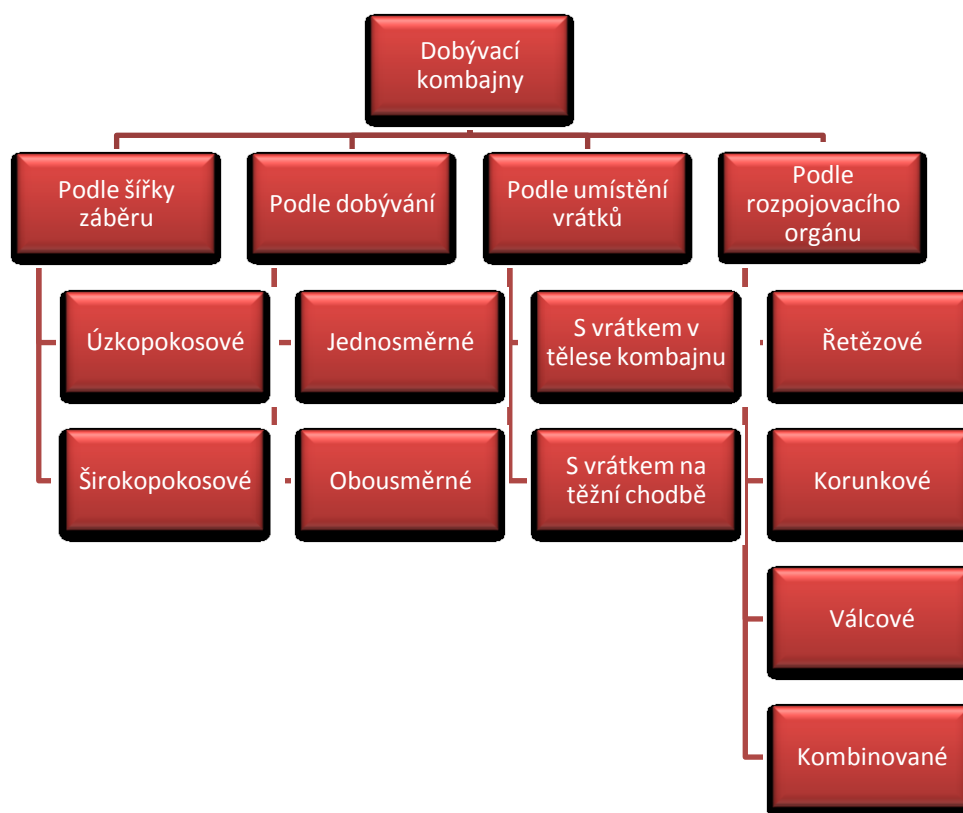 Dobývací
kombajny
Podle šířky
záběru
Podle dobývání
Podle umístění
vrátků
Podle
rozpojovacího
orgánu
Úzkopokosové
Jednosměrné
S vrátkem v
tělese kombajnu
Řetězové
Širokopokosové
Obousměrné
S vrátkem na
těžní chodbě
Korunkové
Válcové
Kombinované